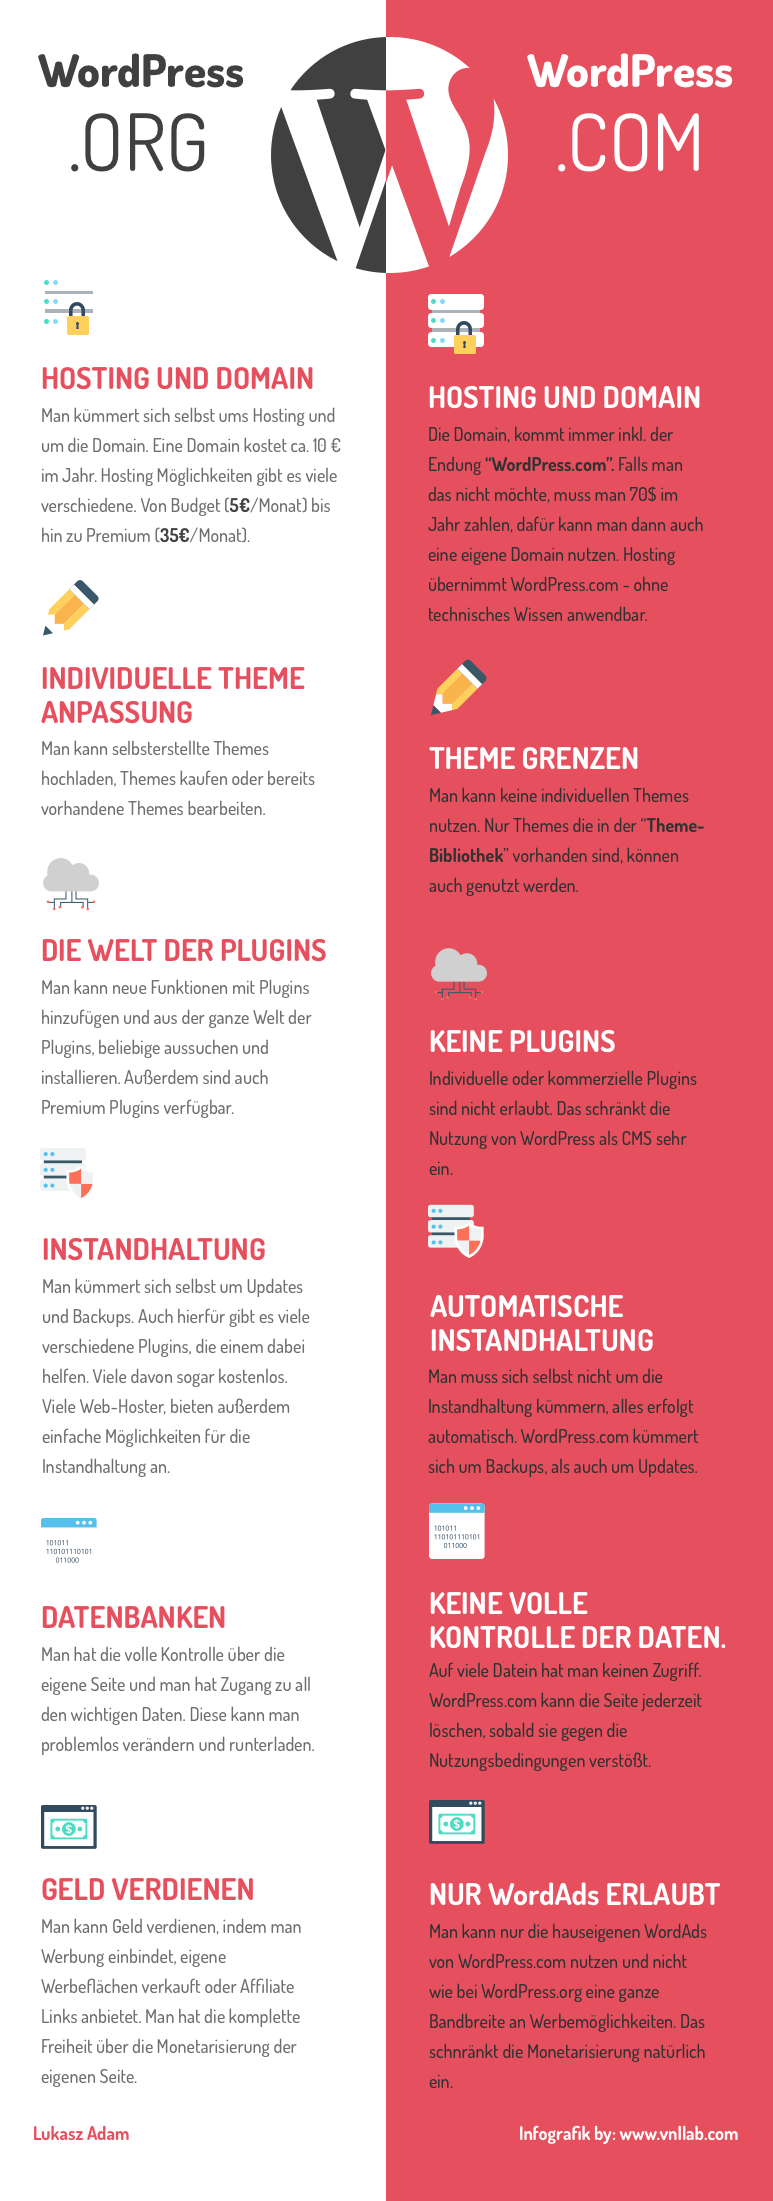 WordPress
.ORG
HOSTING UND DOMAIN
Man kümmert sich selbst ums Hosting und
um die Domain. Eine Domain kostet ca. 10 €
im Jahr. Hosting Möglichkeiten gibt es viele
verschiedene. Von Budget (5€/Monat) bis
hin zu Premium (35€/Monat).
INDIVIDUELLE THEME
ANPASSUNG
Man kann selbsterstellte Themes
hochladen, Themes kaufen oder bereits
vorhandene Themes bearbeiten.
DIE WELT DER PLUGINS
Man kann neue Funktionen mit Plugins
hinzufügen und aus der ganze Welt der
Plugins, beliebige aussuchen und
installieren. Außerdem sind auch
Premium Plugins verfügbar.
INSTANDHALTUNG
Man kümmert sich selbst um Updates
und Backups. Auch hierfür gibt es viele
verschiedene Plugins, die einem dabei
helfen. Viele davon sogar kostenlos.
Viele Web-Hoster, bieten außerdem
einfache Möglichkeiten für die
Instandhaltung an.
101011
110101110101
011000
DATENBANKEN
Man hat die volle Kontrolle über die
eigene Seite und man hat Zugang zu all
den wichtigen Daten. Diese kann man
problemlos verändern und runterladen.
$
GELD VERDIENEN
Man kann Geld verdienen, indem man
Werbung einbindet, eigene
Werbeflächen verkauft oder Affiliate
Links anbietet. Man hat die komplette
Freiheit über die Monetarisierung der
eigenen Seite.
Lukasz Adam
W
WordPress
.COM
HOSTING UND DOMAIN
Die Domain, kommt immer inkl. der
Endung “WordPress.com”. Falls man
das nicht möchte, muss man 70$ im
Jahr zahlen, dafür kann man dann auch
eine eigene Domain nutzen. Hosting
übernimmt WordPress.com - ohne
technisches Wissen anwendbar.
THEME GRENZEN
Man kann keine individuellen Themes
nutzen. Nur Themes die in der “Theme-
Bibliothek” vorhanden sind, können
auch genutzt werden.
KEINE PLUGINS
Individuelle oder kommerzielle Plugins
sind nicht erlaubt. Das schränkt die
Nutzung von WordPress als CMS sehr
ein.
AUTOMATISCHE
INSTANDHALTUNG
Man muss sich selbst nicht um die
Instandhaltung kümmern, alles erfolgt
automatisch. WordPress.com kümmert
sich um Backups, als auch um Updates.
101011
110101110101
011000
KEINE VOLLE
KONTROLLE DER DATEN.
Auf viele Datein hat man keinen Zugriff.
WordPress.com kann die Seite jederzeit
löschen, sobald sie gegen die
Nutzungsbedingungen verstößt.
$
NUR WordAds ERLAUBT
Man kann nur die hauseigenen WordAds
von WordPress.com nutzen und nicht
wie bei WordPress.org eine ganze
Bandbreite an Werbemöglichkeiten. Das
schnränkt die Monetarisierung natürlich
ein.
Infografik by: www.vnllab.com